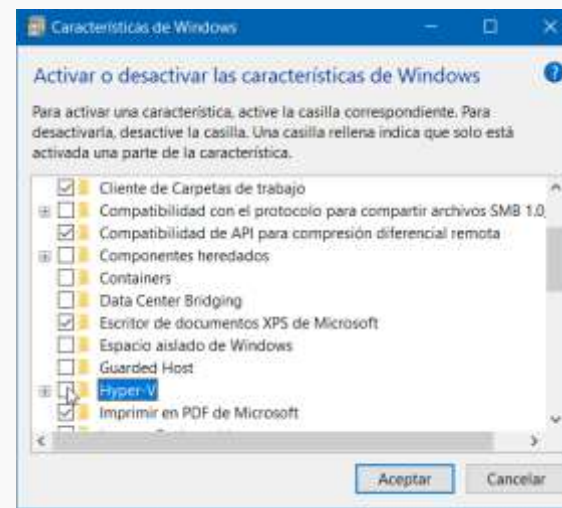 Características de Windows
Activar o desactivar las características de Windows
Para activar una característica, active la casilla correspondiente. Para
desactivarla, desactive la casilla. Una casilla rellena indica que solo está
activada una parte de la característica.
Cliente de Carpetas de trabajo
Compatibilidad con el protocolo para compartir archivos SMB 1.0
Compatibilidad de API para compresión diferencial remota
Componentes heredados
Containers
Data Center Bridging
Escritor de documentos XPS de Microsoft
Espacio aislado de Windows
Guarded Host
Hyper-V
Imprimir en PDF de Microsoft
Aceptar
Cancelar